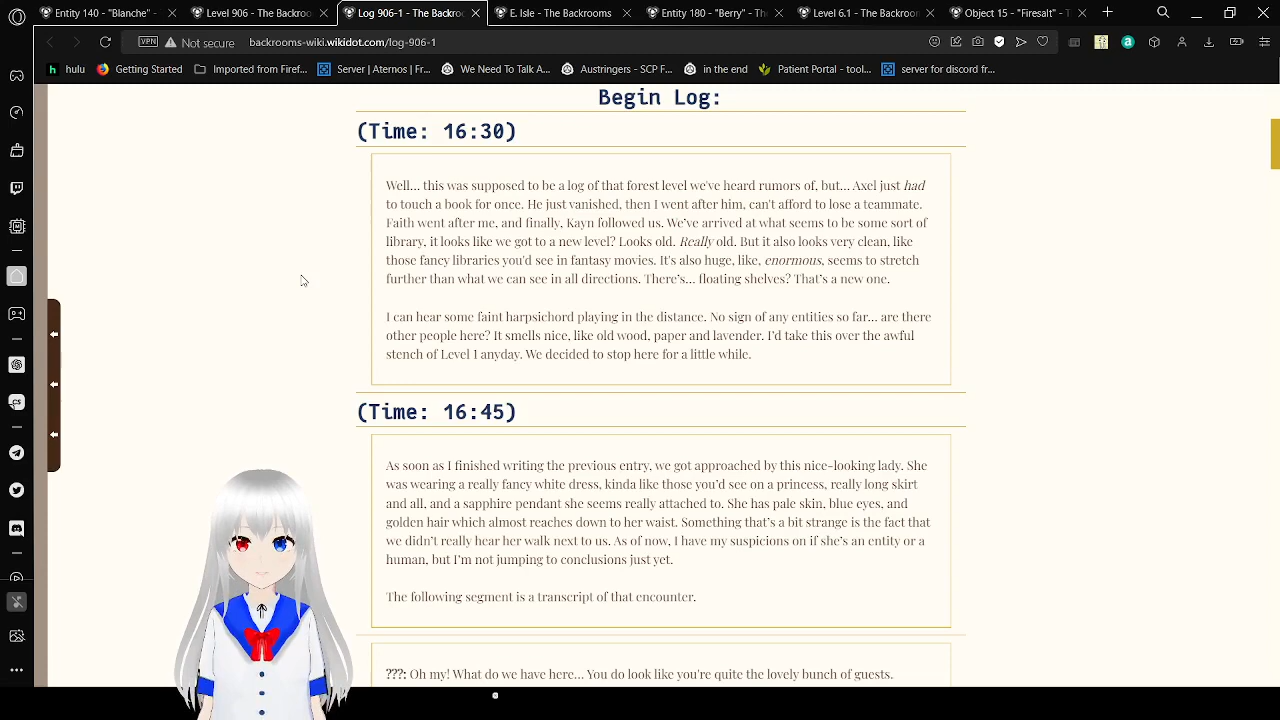 Entity 140 - "Blanche" -
Level 906 - The Backroo
Log 906-1 - The Backroo
E. Isle - The Backrooms
Entity 180 - "Berry" - The
Level 6.1 - The Backroon
Object 15 - "Firesalt" - T
VPN
Not secure
backrooms-wiki.wikidot.com/log-906-1
hulu
Getting Started
Imported from Firef...
Server | Aternos | Fr...
We Need To Talk A...
Austringers - SCP F...
in the end
Patient Portal - tool...
server for discord fr...
Begin Log:
(Time: 16:30)
Well... this was supposed to be a log of that forest level we've heard rumors of, but... Axel just had
to touch a book for once. He just vanished, then I went after him, can't afford to lose a teammate.
Faith went after me, and finally, Kayn followed us. We've arrived at what seems to be some sort of
library, it looks like we got to a new level? Looks old. Really old. But it also looks very clean, like
those fancy libraries you'd see in fantasy movies. It's also huge, like, enormous, seems to stretch
further than what we can see in all directions. There's... floating shelves? That's a new one.
I can hear some faint harpsichord playing in the distance. No sign of any entities so far... are there
other people here? It smells nice, like old wood, paper and lavender. I'd take this over the awful
stench of Level 1 anyday. We decided to stop here for a little while.
(Time: 16:45)
As soon as I finished writing the previous entry, we got approached by this nice-looking lady. She
was wearing a really fancy white dress, kinda like those you'd see on a princess, really long skirt
and all, and a sapphire pendant she seems really attached to. She has pale skin, blue eyes, and
golden hair which almost reaches down to her waist. Something that's a bit strange is the fact that
we didn't really hear her walk next to us. As of now, I have my suspicions on if she's an entity or a
human, but I'm not jumping to conclusions just yet.
The following segment is a transcript of that encounter.
???: Oh my! What do we have here... You do look like you're quite the lovely bunch of guests.